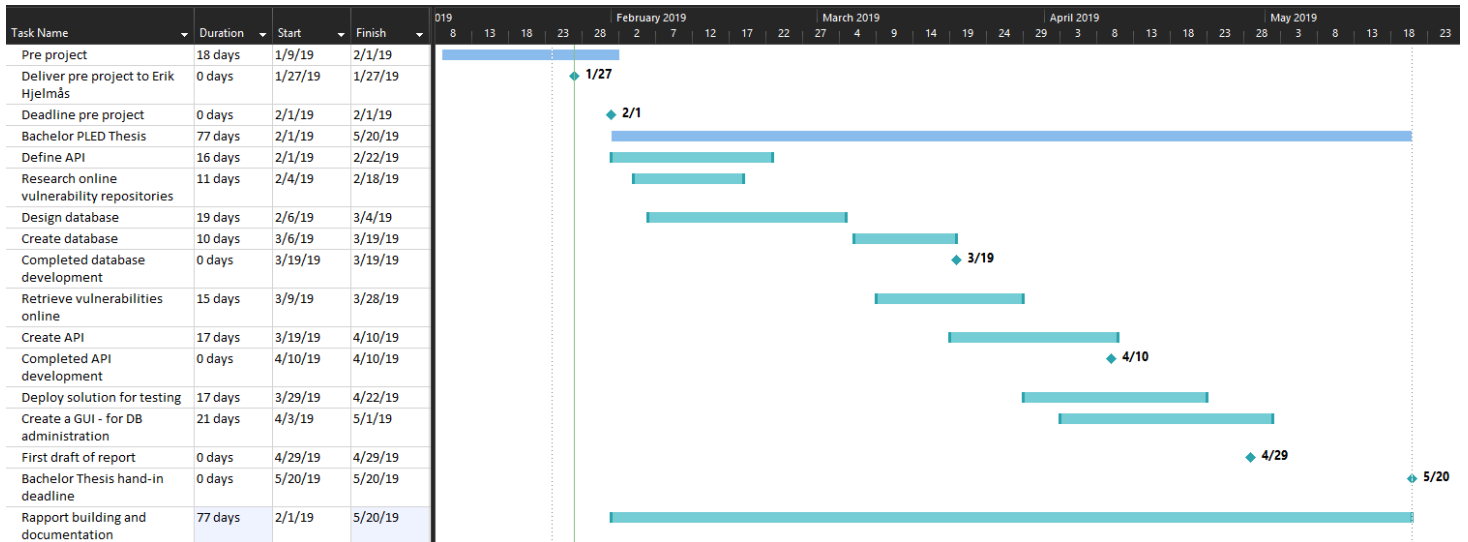 019 February 2019 March 2019 April 2019 May 2019
Task Name Duration Start Finish 8 13 18 23 28 2 7 12 17 22 27 4 9 14 19 24 29 3 8 13 18 23 28 3 8 13 18 23
Pre project 18 days 1/9/19 2/1/19
Deliver pre project to Erik 0 days 1/27/19 1/27/19 1/27
Hjelmås
Deadline pre project 0 days 2/1/19 2/1/19 2/1
Bachelor PLED Thesis 77 days 2/1/19 5/20/19
Define API 16 days 2/1/19 2/22/19
Research online 11 days 2/4/19 2/18/19
vulnerability repositories
Design database 19 days 2/6/19 3/4/19
Create database 10 days 3/6/19 3/19/19
Completed database 0 days 3/19/19 3/19/19 3/19
development
Retrieve vulnerabilities 15 days 3/9/19 3/28/19
online
Create API 17 days 3/19/19 4/10/19
Completed API 0 days 4/10/19 4/10/19 4/10
development
Deploy solution for testing 17 days 3/29/19 4/22/19
Create a GUI - for DB 21 days 4/3/19 5/1/19
administration
First draft of report 0 days 4/29/19 4/29/19 4/29
Bachelor Thesis hand-in 0 days 5/20/19 5/20/19 5/20
deadline
Rapport building and 77 days 2/1/19 5/20/19
documentation